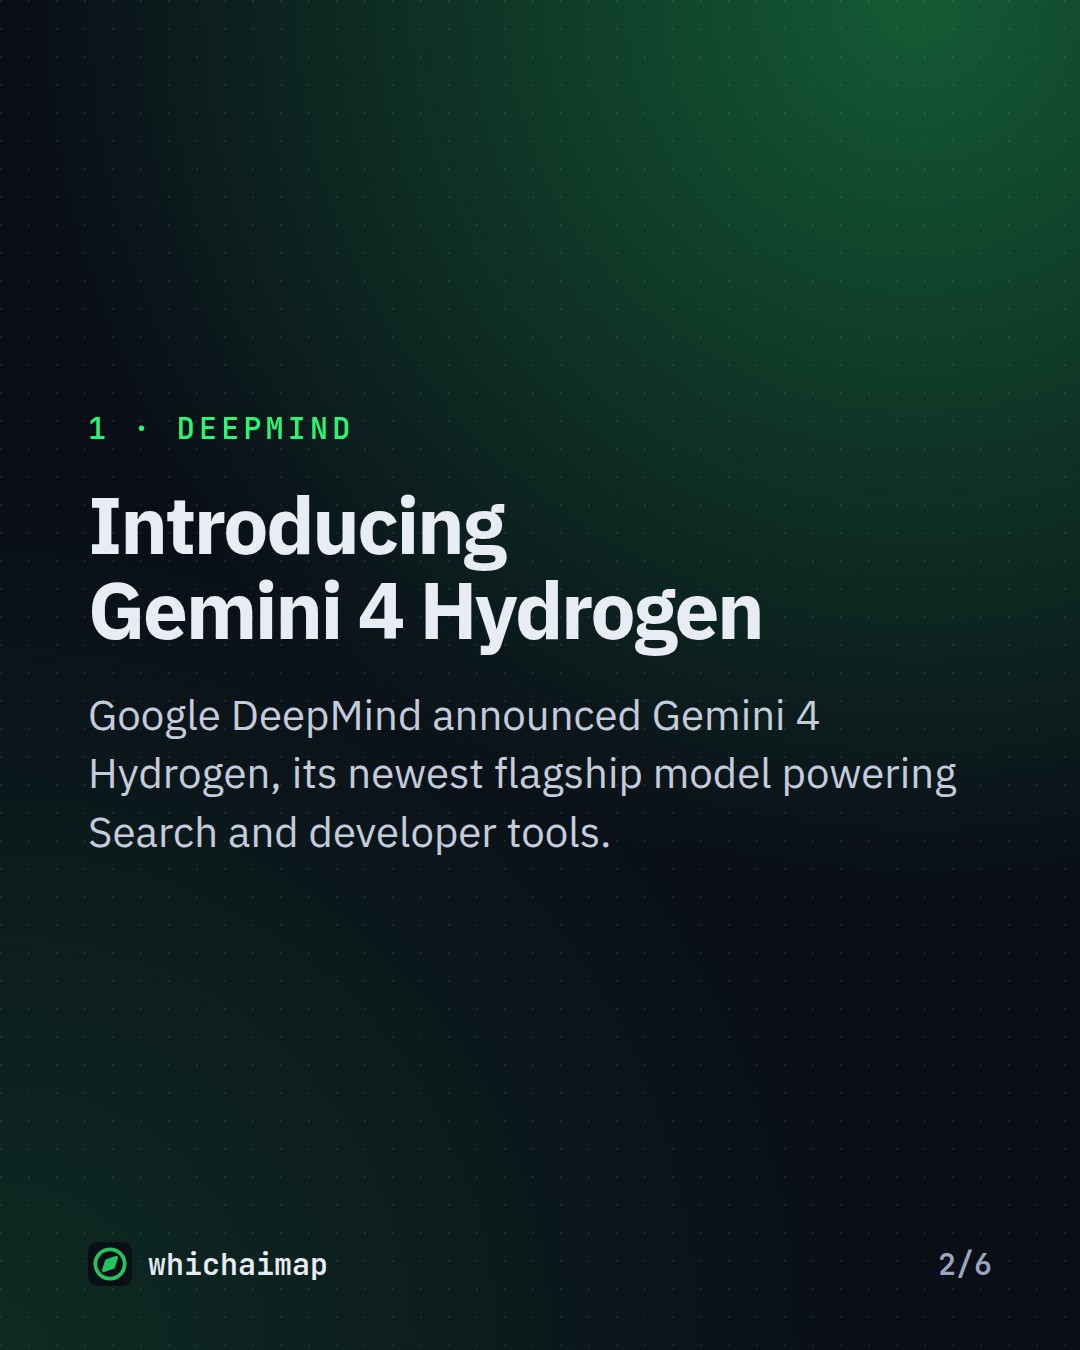 1 · DEEPMIND
Introducing
Gemini 4 Hydrogen
Google DeepMind announced Gemini 4
Hydrogen, its newest flagship model powering
Search and developer tools.
whichaimap
2/6